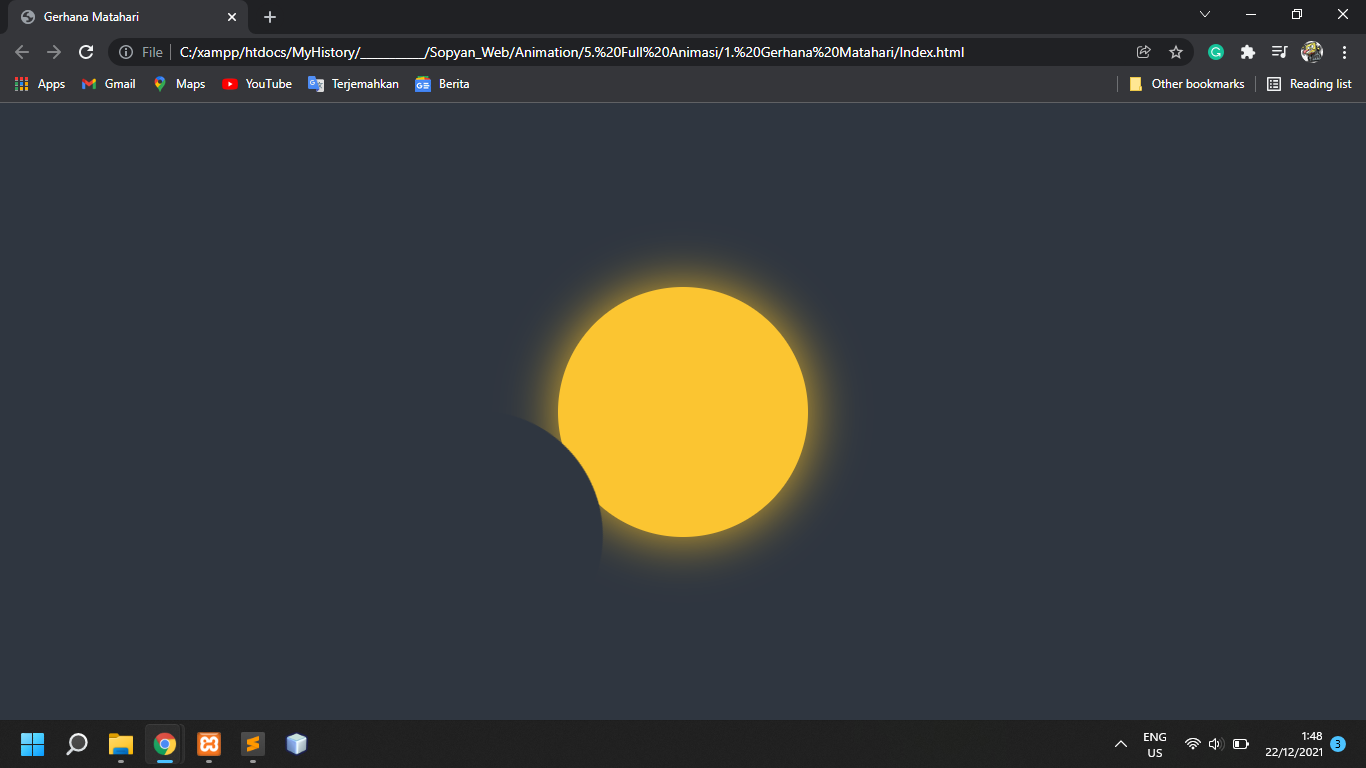 Gerhana Matahari
File C:/xampp/htdocs/MyHistory/__________/Sopyan_Web/Animation/5.%20Full%20Animasi/1.%20Gerhana%20Matahari/Index.html
Apps Gmail Maps YouTube Terjemahkan Berita Other bookmarks Reading list
ENG 1:48
US 22/12/2021 3